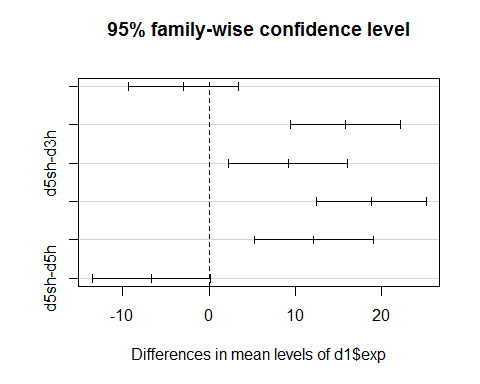 95% family-wise confidence level
d5sh-d3h
d5sh-d5h
-10 0 10 20
Differences in mean levels of d1$exp